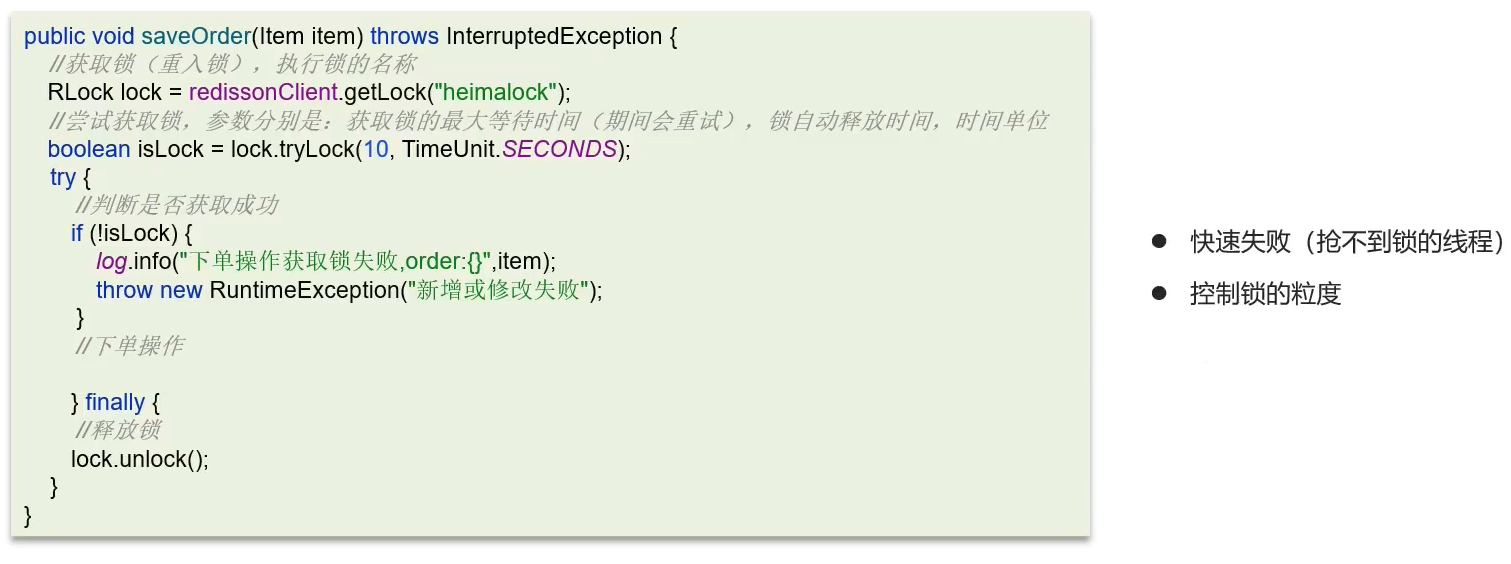 public void saveOrder(Item item) throws InterruptedException {
//获取锁（重入锁），执行锁的名称
RLock lock = redissonClient.getLock("heimalock");
//尝试获取锁，参数分别是：获取锁的最大等待时间（期间会重试），锁自动释放时间，时间单位
boolean isLock = lock.tryLock(10, TimeUnit.SECONDS);
try {
//判断是否获取成功
if (!isLock) {
log.info("下单操作获取锁失败,order:{}",item);
throw new RuntimeException("新增或修改失败");
}
//下单操作
} finally {
//释放锁
lock.unlock();
}
}
● 快速失败（抢不到锁的线程）
● 控制锁的粒度